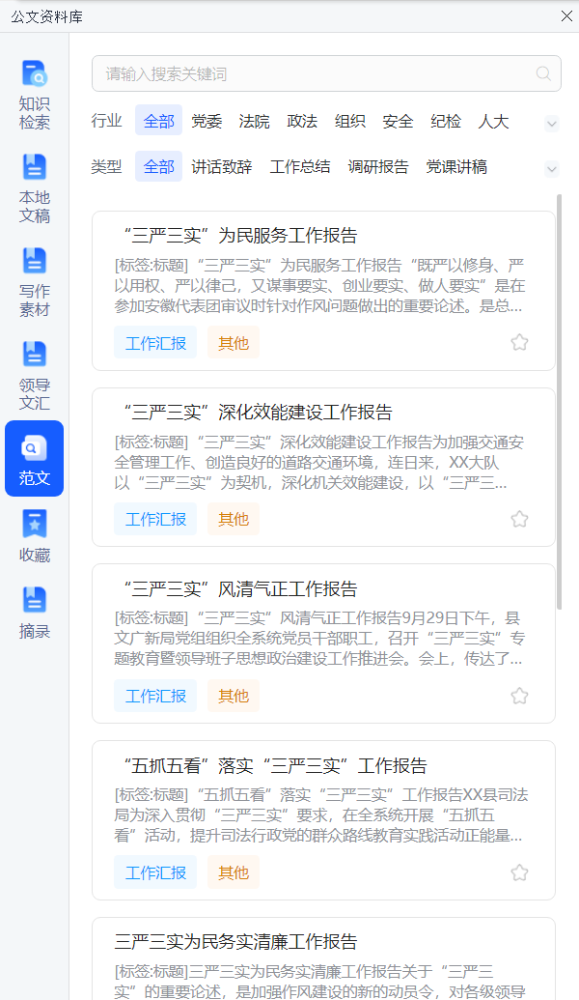 公文资料库
知识
检索
本地
文稿
写作
素材
领导
文汇
范文
收藏
摘录
请输入搜索关键词
行业 全部 党委 法院 政法 组织 安全 纪检 人大
类型 全部 讲话致辞 工作总结 调研报告 党课讲稿
“三严三实”为民服务工作报告
[标签:标题]“三严三实”为民服务工作报告“既严以修身、严
以用权、严以律己，又谋事要实、创业要实、做人要实”是在
参加安徽代表团审议时针对作风问题做出的重要论述。是总...
工作汇报 其他
“三严三实”深化效能建设工作报告
[标签:标题]“三严三实”深化效能建设工作报告为加强交通安
全管理工作、创造良好的道路交通环境，连日来，XX大队
以“三严三实”为契机，深化机关效能建设，以“三严三...
工作汇报 其他
“三严三实”风清气正工作报告
[标签:标题]“三严三实”风清气正工作报告9月29日下午，县
文广新局党组组织全系统党员干部职工，召开“三严三实”专
题教育暨领导班子思想政治建设工作推进会。会上，传达了...
工作汇报 其他
“五抓五看”落实“三严三实”工作报告
[标签:标题]“五抓五看”落实“三严三实”工作报告XX县司法
局为深入贯彻“三严三实”要求，在全系统开展“五抓五
看”活动，提升司法行政党的群众路线教育实践活动正能量...
工作汇报 其他
三严三实为民务实清廉工作报告
[标签:标题]三严三实为民务实清廉工作报告关于“三严三
实”的重要论述，是加强作风建设的新的动员令，对各级领导